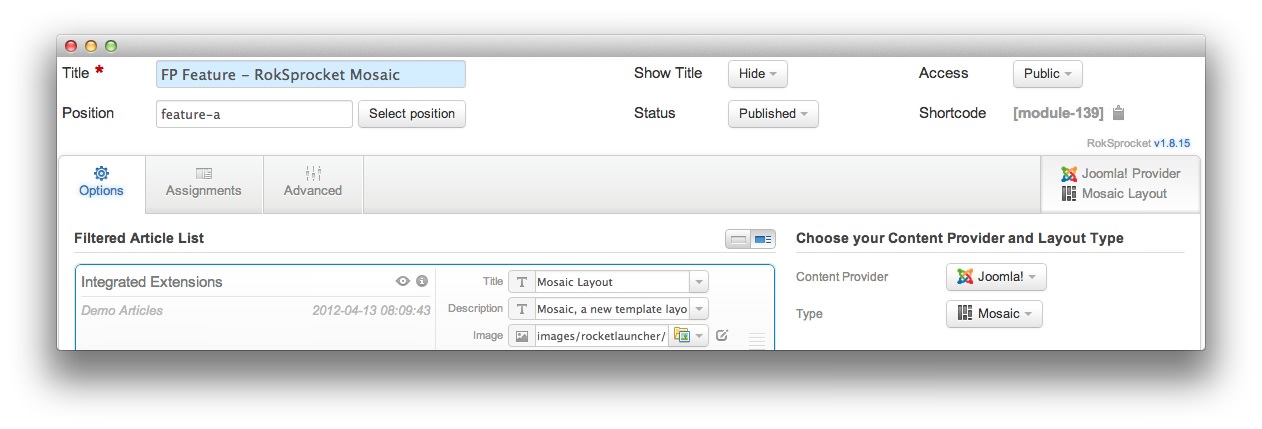 Title * FP Feature – RokSprocket Mosaic Show Title Hide Access Public
Position feature-a Select position Status Published Shortcode [module-139]
RokSprocket v1.8.15
Options Assignments Advanced
Joomla! Provider
Mosaic Layout
Filtered Article List
Integrated Extensions
Demo Articles 2012-04-13 08:09:43
Title Mosaic Layout
Description Mosaic, a new template layo
Image images/rocketlauncher/
Choose your Content Provider and Layout Type
Content Provider Joomla!
Type Mosaic